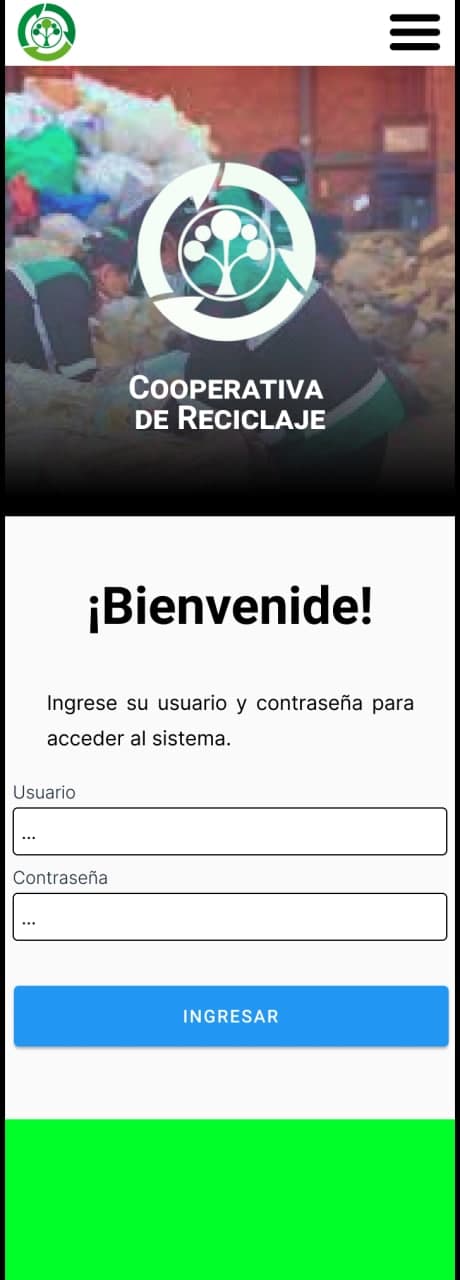 Cooperativa
de Reciclaje
¡Bienvenide!
Ingrese su usuario y contraseña para
acceder al sistema.
Usuario
...
Contraseña
...
INGRESAR